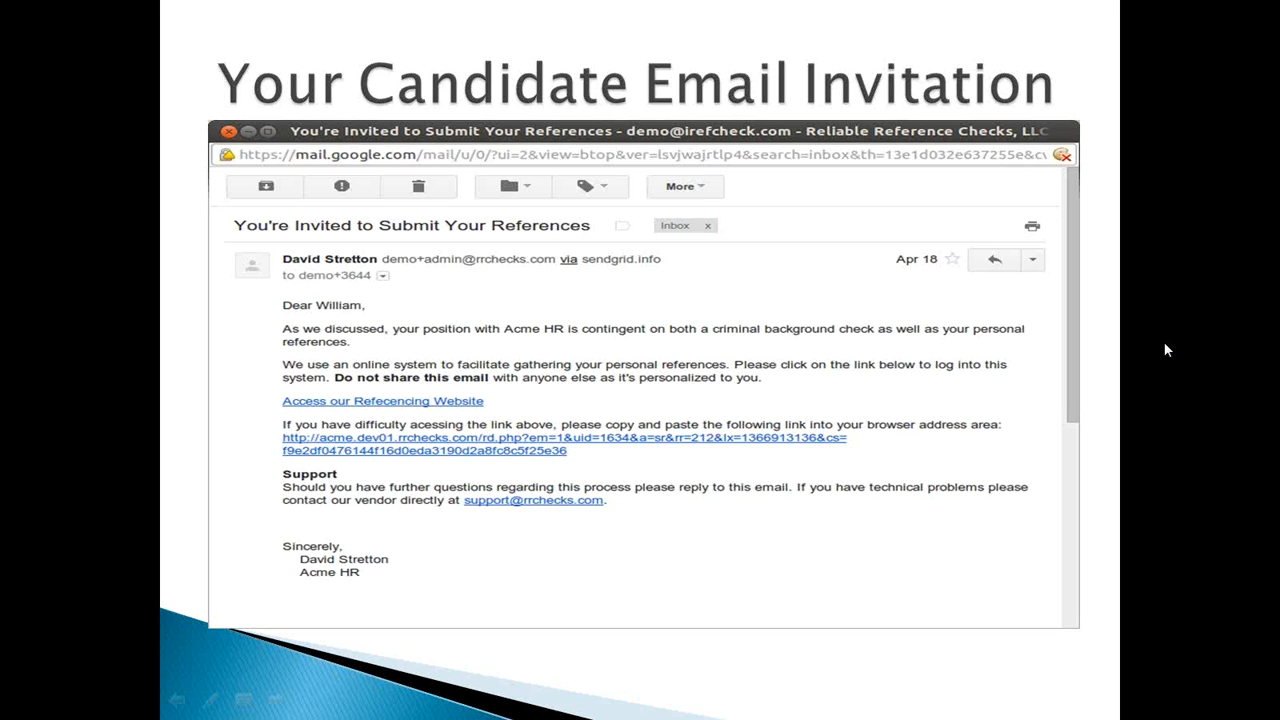 Your Candidate Email Invitation
You're Invited to Submit Your References - demo@irefcheck.com - Reliable Reference Checks, LLC
https://mail.google.com/mail/u/0/?ui=2&view=btop&ver=lsvjwajrtlp4&search=inbox&th=13e1d032e637255e&cv
More
You're Invited to Submit Your References Inbox x
David Stretton demo+admin@rrchecks.com via sendgrid.info Apr 18
to demo+3644
Dear William,
As we discussed, your position with Acme HR is contingent on both a criminal background check as well as your personal
references.
We use an online system to facilitate gathering your personal references. Please click on the link below to log into this
system. Do not share this email with anyone else as it's personalized to you.
Access our Refecencing Website
If you have difficulty acessing the link above, please copy and paste the following link into your browser address area:
http://acme.dev01.rrchecks.com/rd.php?em=1&uid=1634&a=sr&rr=212&lx=1366913136&cs=
f9e2df0476144f16d0eda3190d2a8fc8c5f25e36
Support
Should you have further questions regarding this process please reply to this email. If you have technical problems please
contact our vendor directly at support@rrchecks.com.
Sincerely,
David Stretton
Acme HR